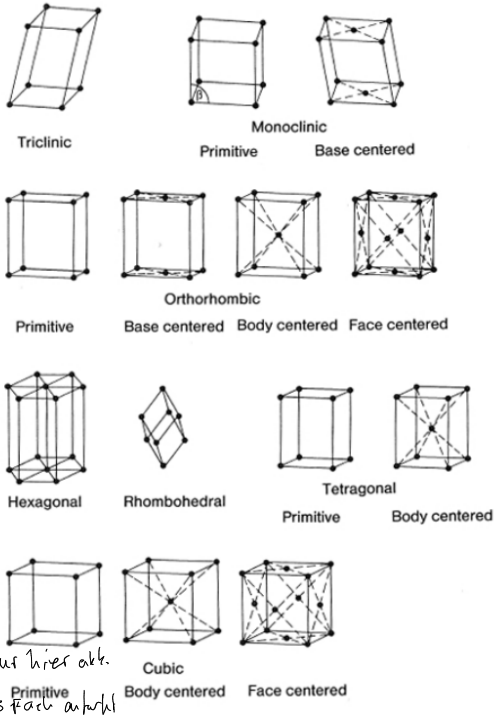 β
Triclinic
Monoclinic
Primitive Base centered
Orthorhombic
Primitive Base centered Body centered Face centered
Hexagonal Rhombohedral
Tetragonal
Primitive Body centered
hier
Cubic
Primitive Body centered Face centered